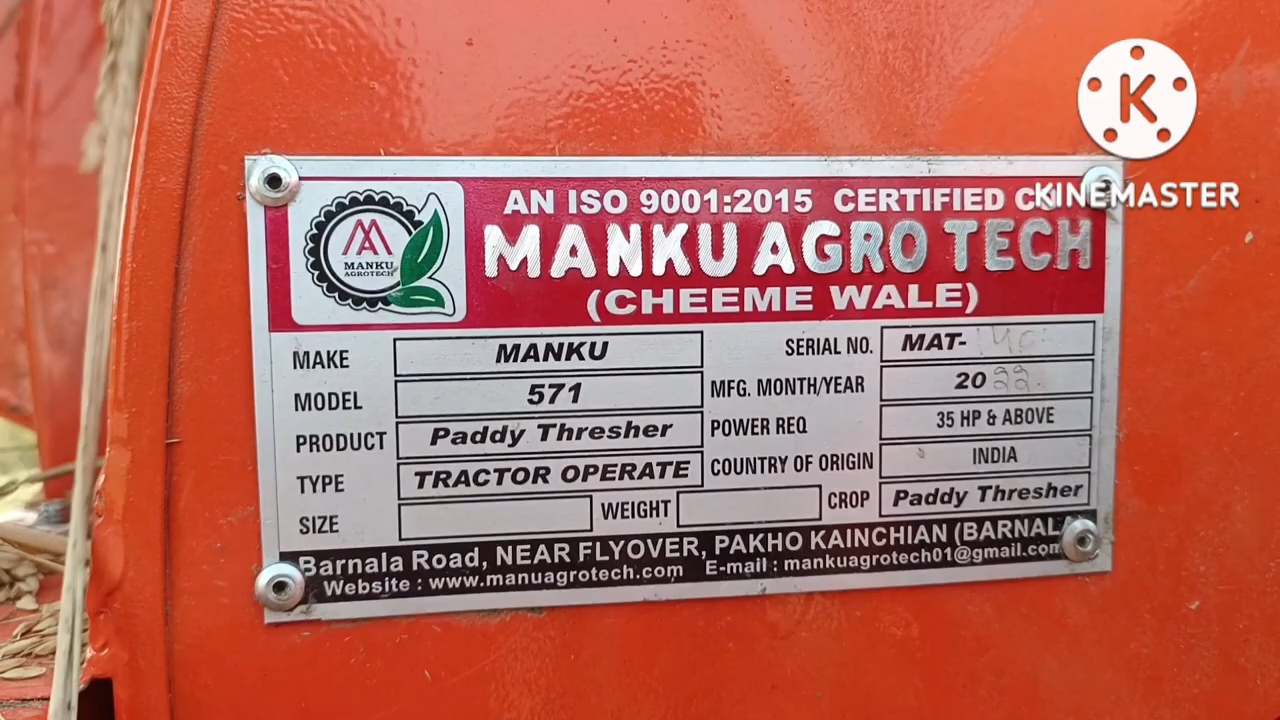 AN ISO 9001:2015 CERTIFIED
MANKU AGRO TECH
(CHEEME WALE)
MANKU
AGROTECH
MAKE MANKU SERIAL NO. MAT-
MODEL 571 MFG. MONTH/YEAR 2022.
PRODUCT Paddy Thresher POWER REQ 35 HP & ABOVE
TYPE TRACTOR OPERATE COUNTRY OF ORIGIN INDIA
SIZE WEIGHT CROP Paddy Thresher
Barnala Road, NEAR FLYOVER, PAKHO KAINCHIAN (BARNALA
Website : www.manuagrotech.com E-mail : mankuagrotech01@gmail.com
K
KINEMASTER